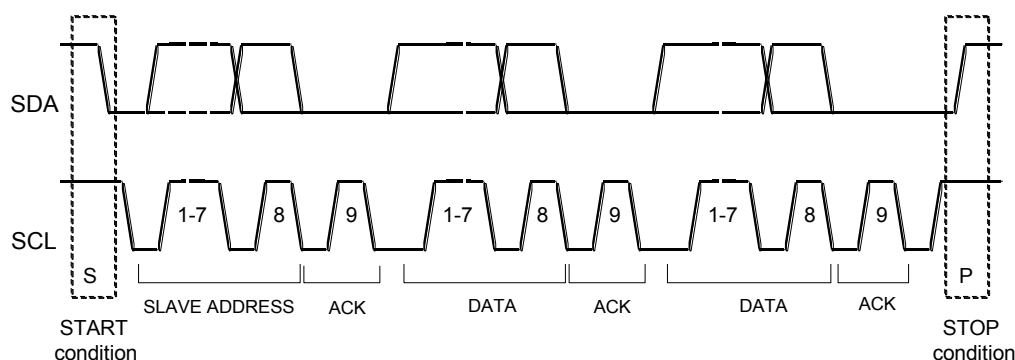 SDA
1-7 8 9 1-7 8 9 1-7 8 9
SCL
S P
SLAVE ADDRESS ACK DATA ACK DATA ACK
START STOP
condition condition